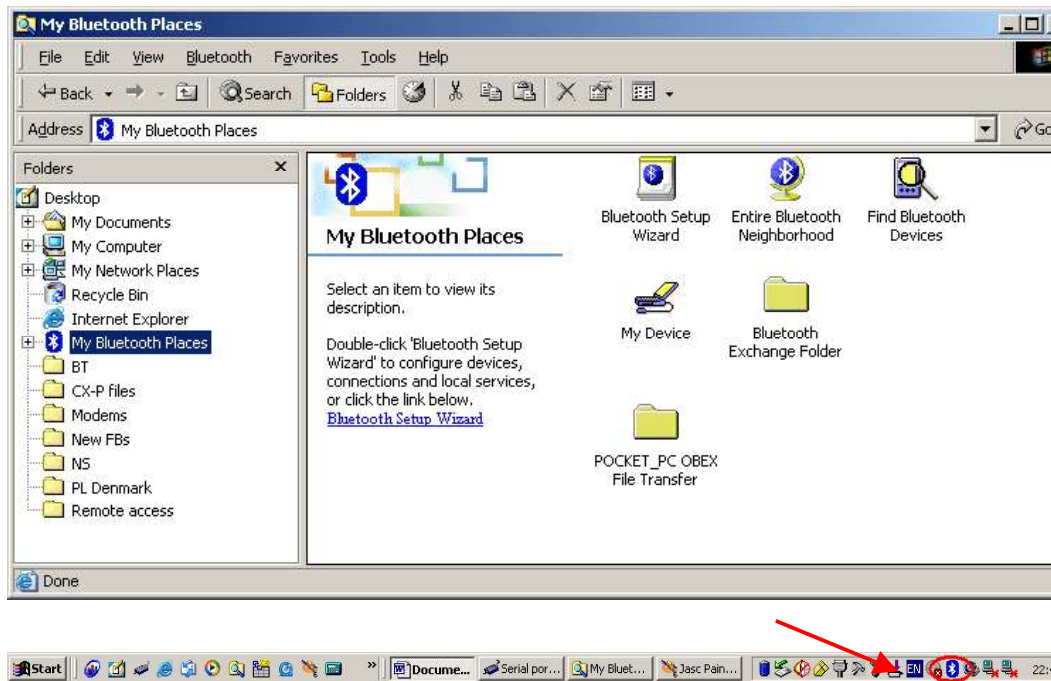 My Bluetooth Places
File Edit View Bluetooth Favorites Tools Help
Back Search Folders
Address My Bluetooth Places Go
Folders
Desktop
My Documents
My Computer
My Network Places
Recycle Bin
Internet Explorer
My Bluetooth Places
BT
CX-P files
Modems
New FBs
NS
PL Denmark
Remote access
My Bluetooth Places
Select an item to view its
description.
Double-click 'Bluetooth Setup
Wizard' to configure devices,
connections and local services,
or click the link below.
Bluetooth Setup Wizard
Bluetooth Setup
Wizard
Entire Bluetooth
Neighborhood
Find Bluetooth
Devices
My Device
Bluetooth
Exchange Folder
POCKET_PC OBEX
File Transfer
Done
Start » Docume... Serial por... My Bluet... Jasc Pain... EN 22: